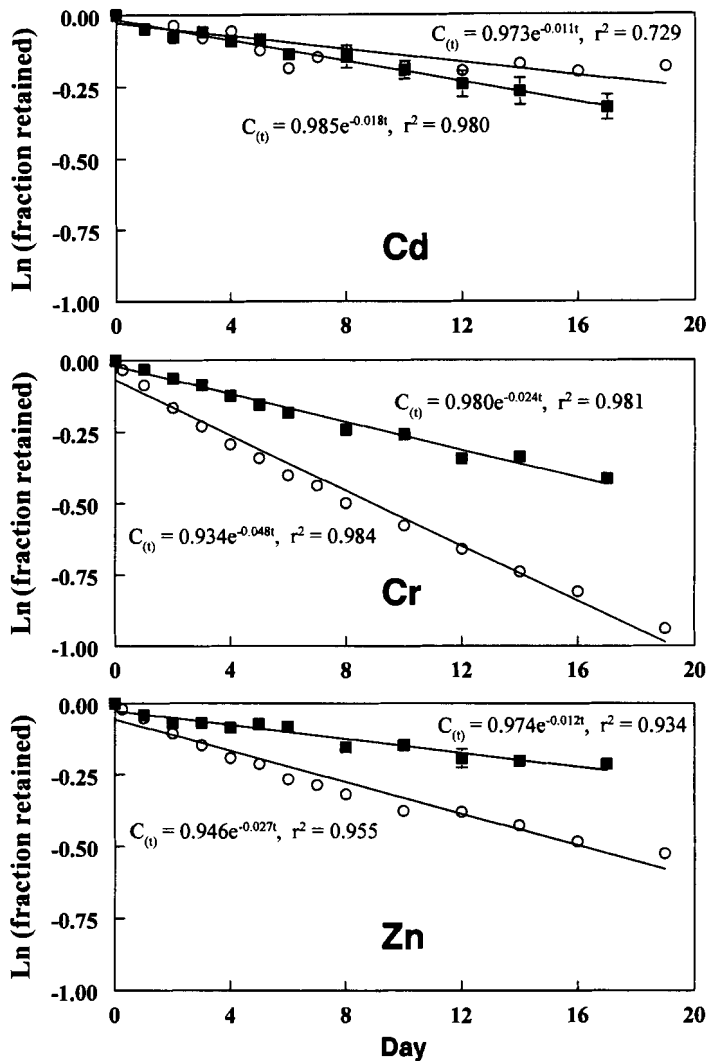 Ln (fraction retained)
0.00
-0.25
-0.50
-0.75
-1.00
C(t) = 0.973e^-0.011t, r² = 0.729
C(t) = 0.985e^-0.018t, r² = 0.980
Cd
0 4 8 12 16 20
Ln (fraction retained)
0.00
-0.25
-0.50
-0.75
-1.00
C(t) = 0.980e^-0.024t, r² = 0.981
C(t) = 0.934e^-0.048t, r² = 0.984
Cr
0 4 8 12 16 20
Ln (fraction retained)
0.00
-0.25
-0.50
-0.75
-1.00
C(t) = 0.974e^-0.012t, r² = 0.934
C(t) = 0.946e^-0.027t, r² = 0.955
Zn
0 4 8 12 16 20
Day